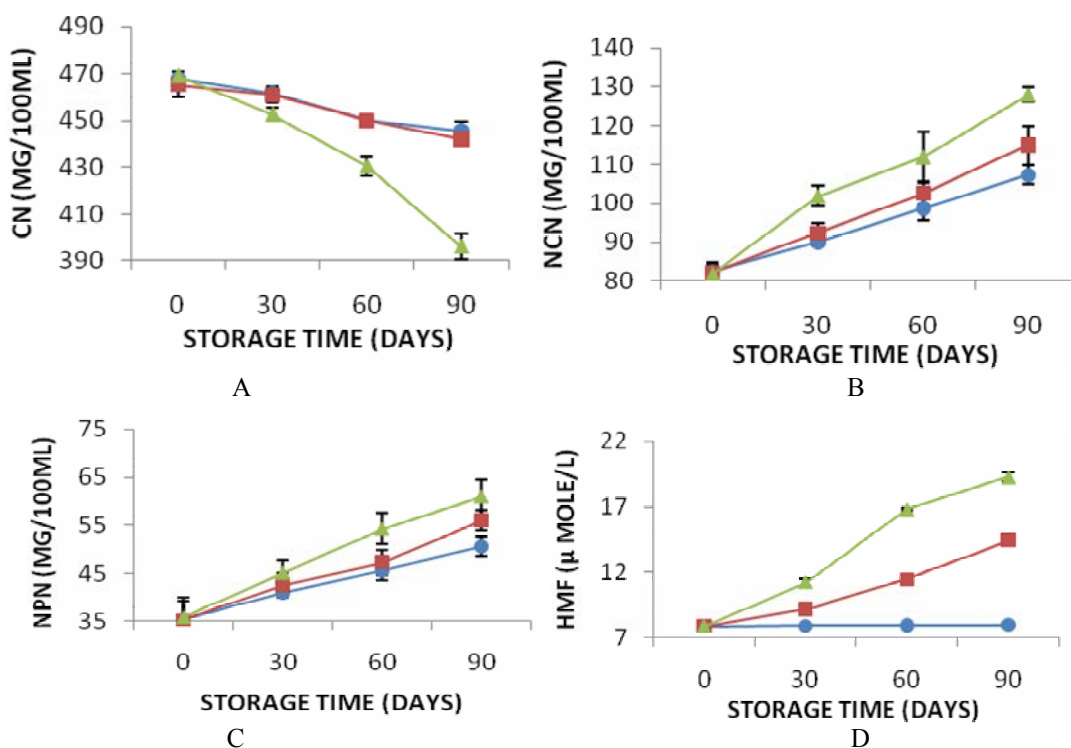 490
470
450
430
410
390
CN (MG/100ML)
0 30 60 90
STORAGE TIME (DAYS)
A
140
130
120
110
100
90
80
NCN (MG/100ML)
0 30 60 90
STORAGE TIME (DAYS)
B
75
65
55
45
35
NPN (MG/100ML)
0 30 60 90
STORAGE TIME (DAYS)
C
22
17
12
7
HMF (µ MOLE/L)
0 30 60 90
STORAGE TIME (DAYS)
D